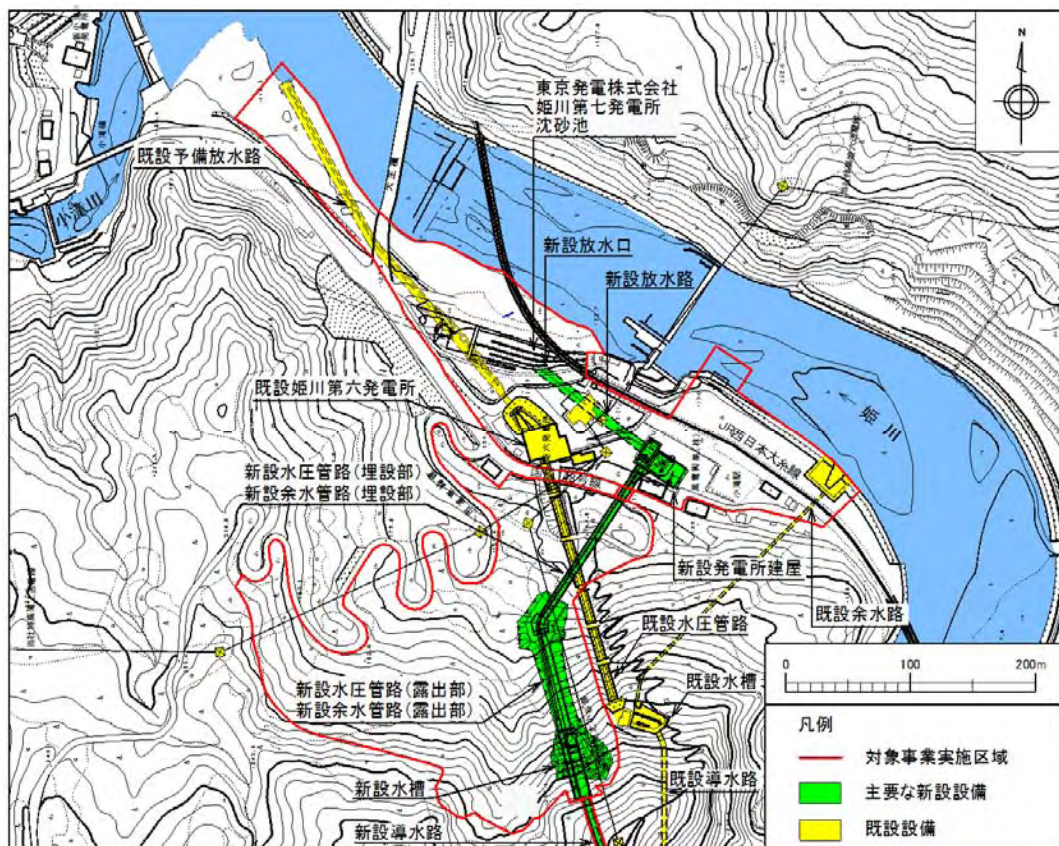 N
東京発電株式会社
姫川第七発電所
沈砂池
既設予備放水路
小滝川
新設放水口
新設放水路
既設姫川第六発電所
姫川
JR西日本大糸線
新設水圧管路(埋設部)
新設余水管路(埋設部)
新設発電所建屋
既設余水路
既設水圧管路
既設水槽
新設水圧管路(露出部)
新設余水管路(露出部)
新設水槽
既設導水路
新設導水路
0 100 200m
凡例
対象事業実施区域
主要な新設設備
既設設備